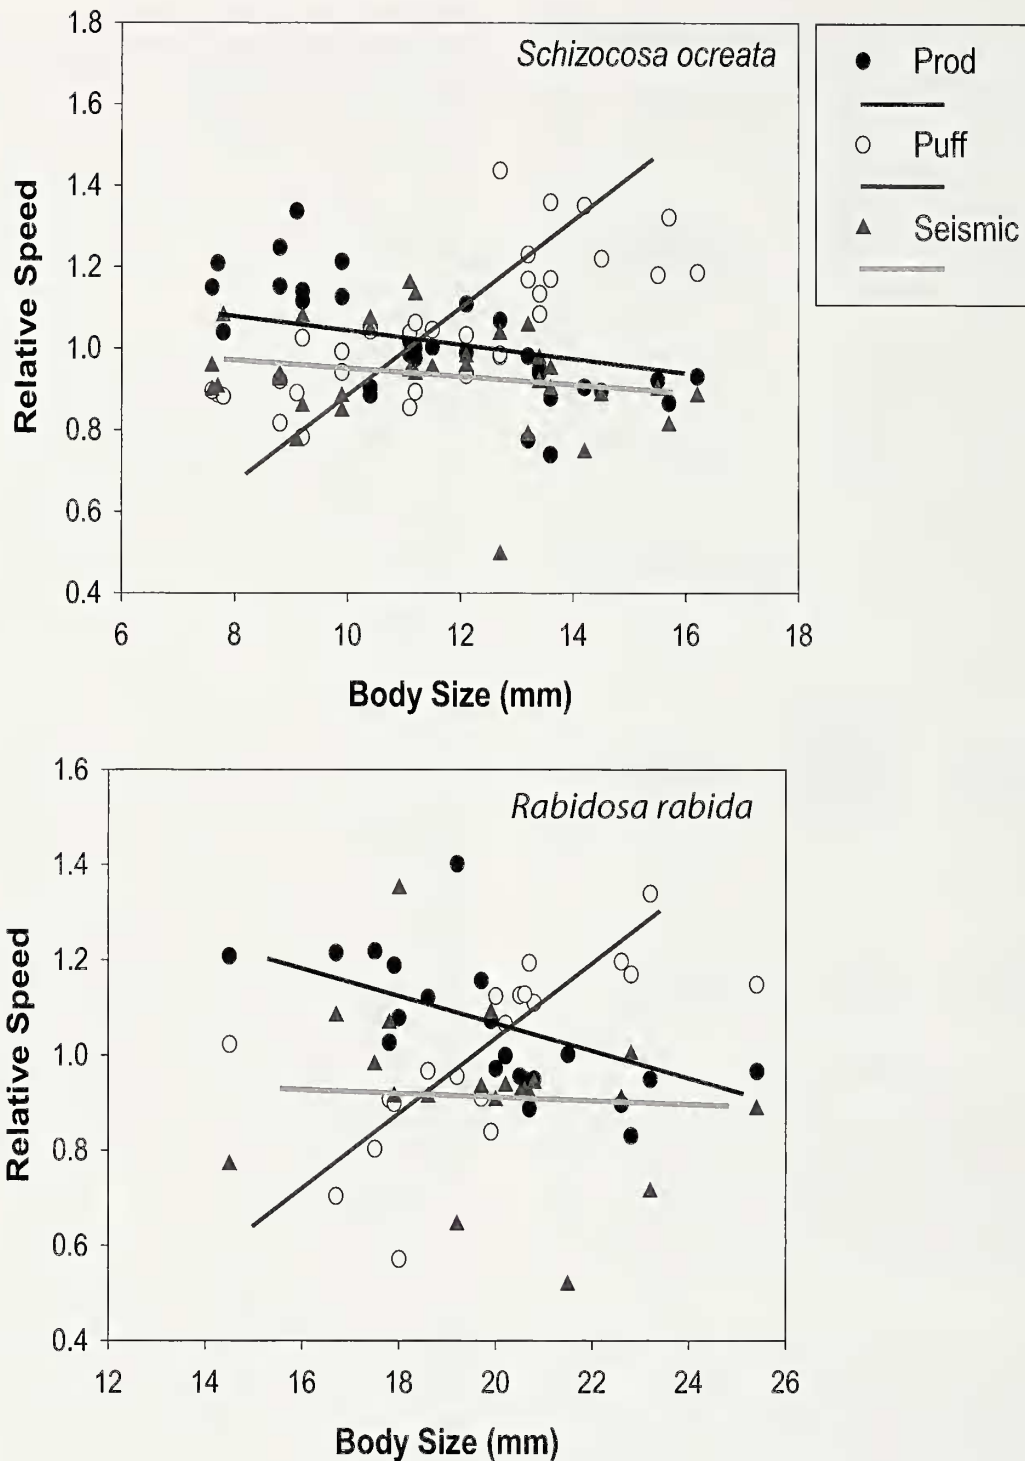 Schizocosa ocreata
Prod
Puff
Seismic
1.8
1.6
1.4
1.2
1.0
0.8
0.6
0.4
Relative Speed
6 8 10 12 14 16 18
Body Size (mm)
Rabidosa rabida
1.6
1.4
1.2
1.0
0.8
0.6
0.4
Relative Speed
12 14 16 18 20 22 24 26
Body Size (mm)